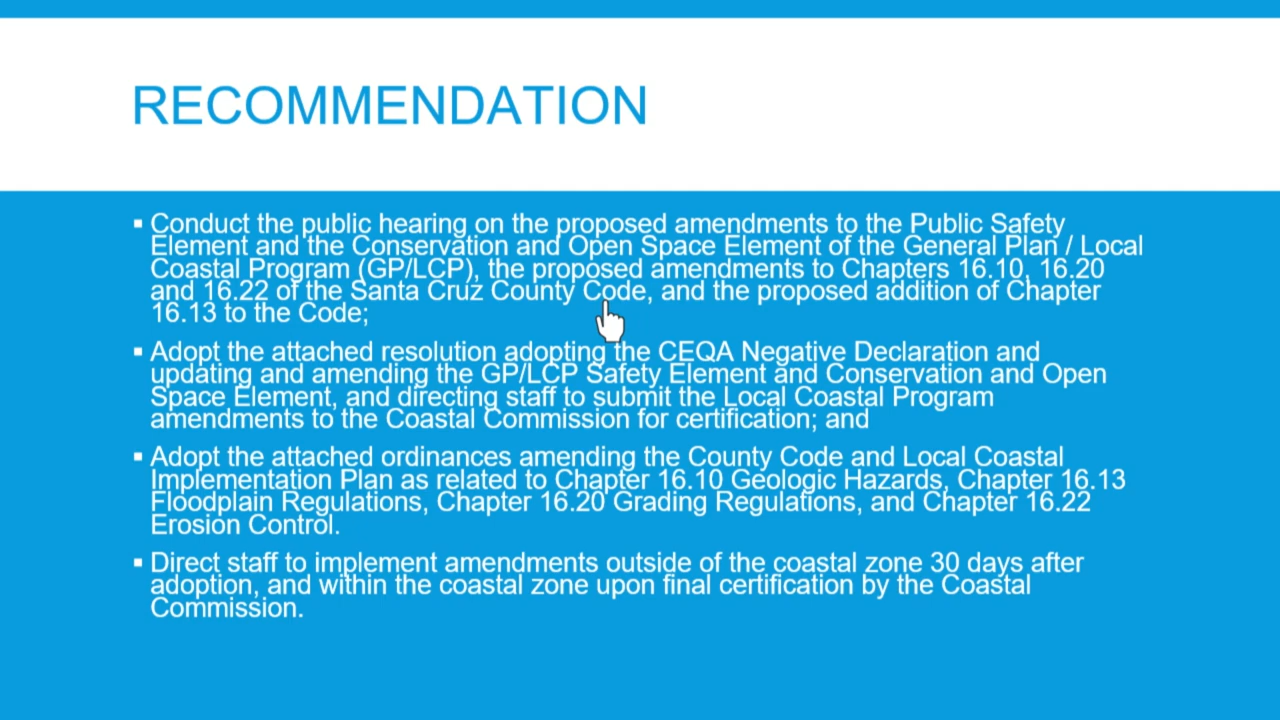 RECOMMENDATION
▪ Conduct the public hearing on the proposed amendments to the Public Safety
Element and the Conservation and Open Space Element of the General Plan / Local
Coastal Program (GP/LCP), the proposed amendments to Chapters 16.10, 16.20
and 16.22 of the Santa Cruz County Code, and the proposed addition of Chapter
16.13 to the Code;
▪ Adopt the attached resolution adopting the CEQA Negative Declaration and
updating and amending the GP/LCP Safety Element and Conservation and Open
Space Element, and directing staff to submit the Local Coastal Program
amendments to the Coastal Commission for certification; and
▪ Adopt the attached ordinances amending the County Code and Local Coastal
Implementation Plan as related to Chapter 16.10 Geologic Hazards, Chapter 16.13
Floodplain Regulations, Chapter 16.20 Grading Regulations, and Chapter 16.22
Erosion Control.
▪ Direct staff to implement amendments outside of the coastal zone 30 days after
adoption, and within the coastal zone upon final certification by the Coastal
Commission.